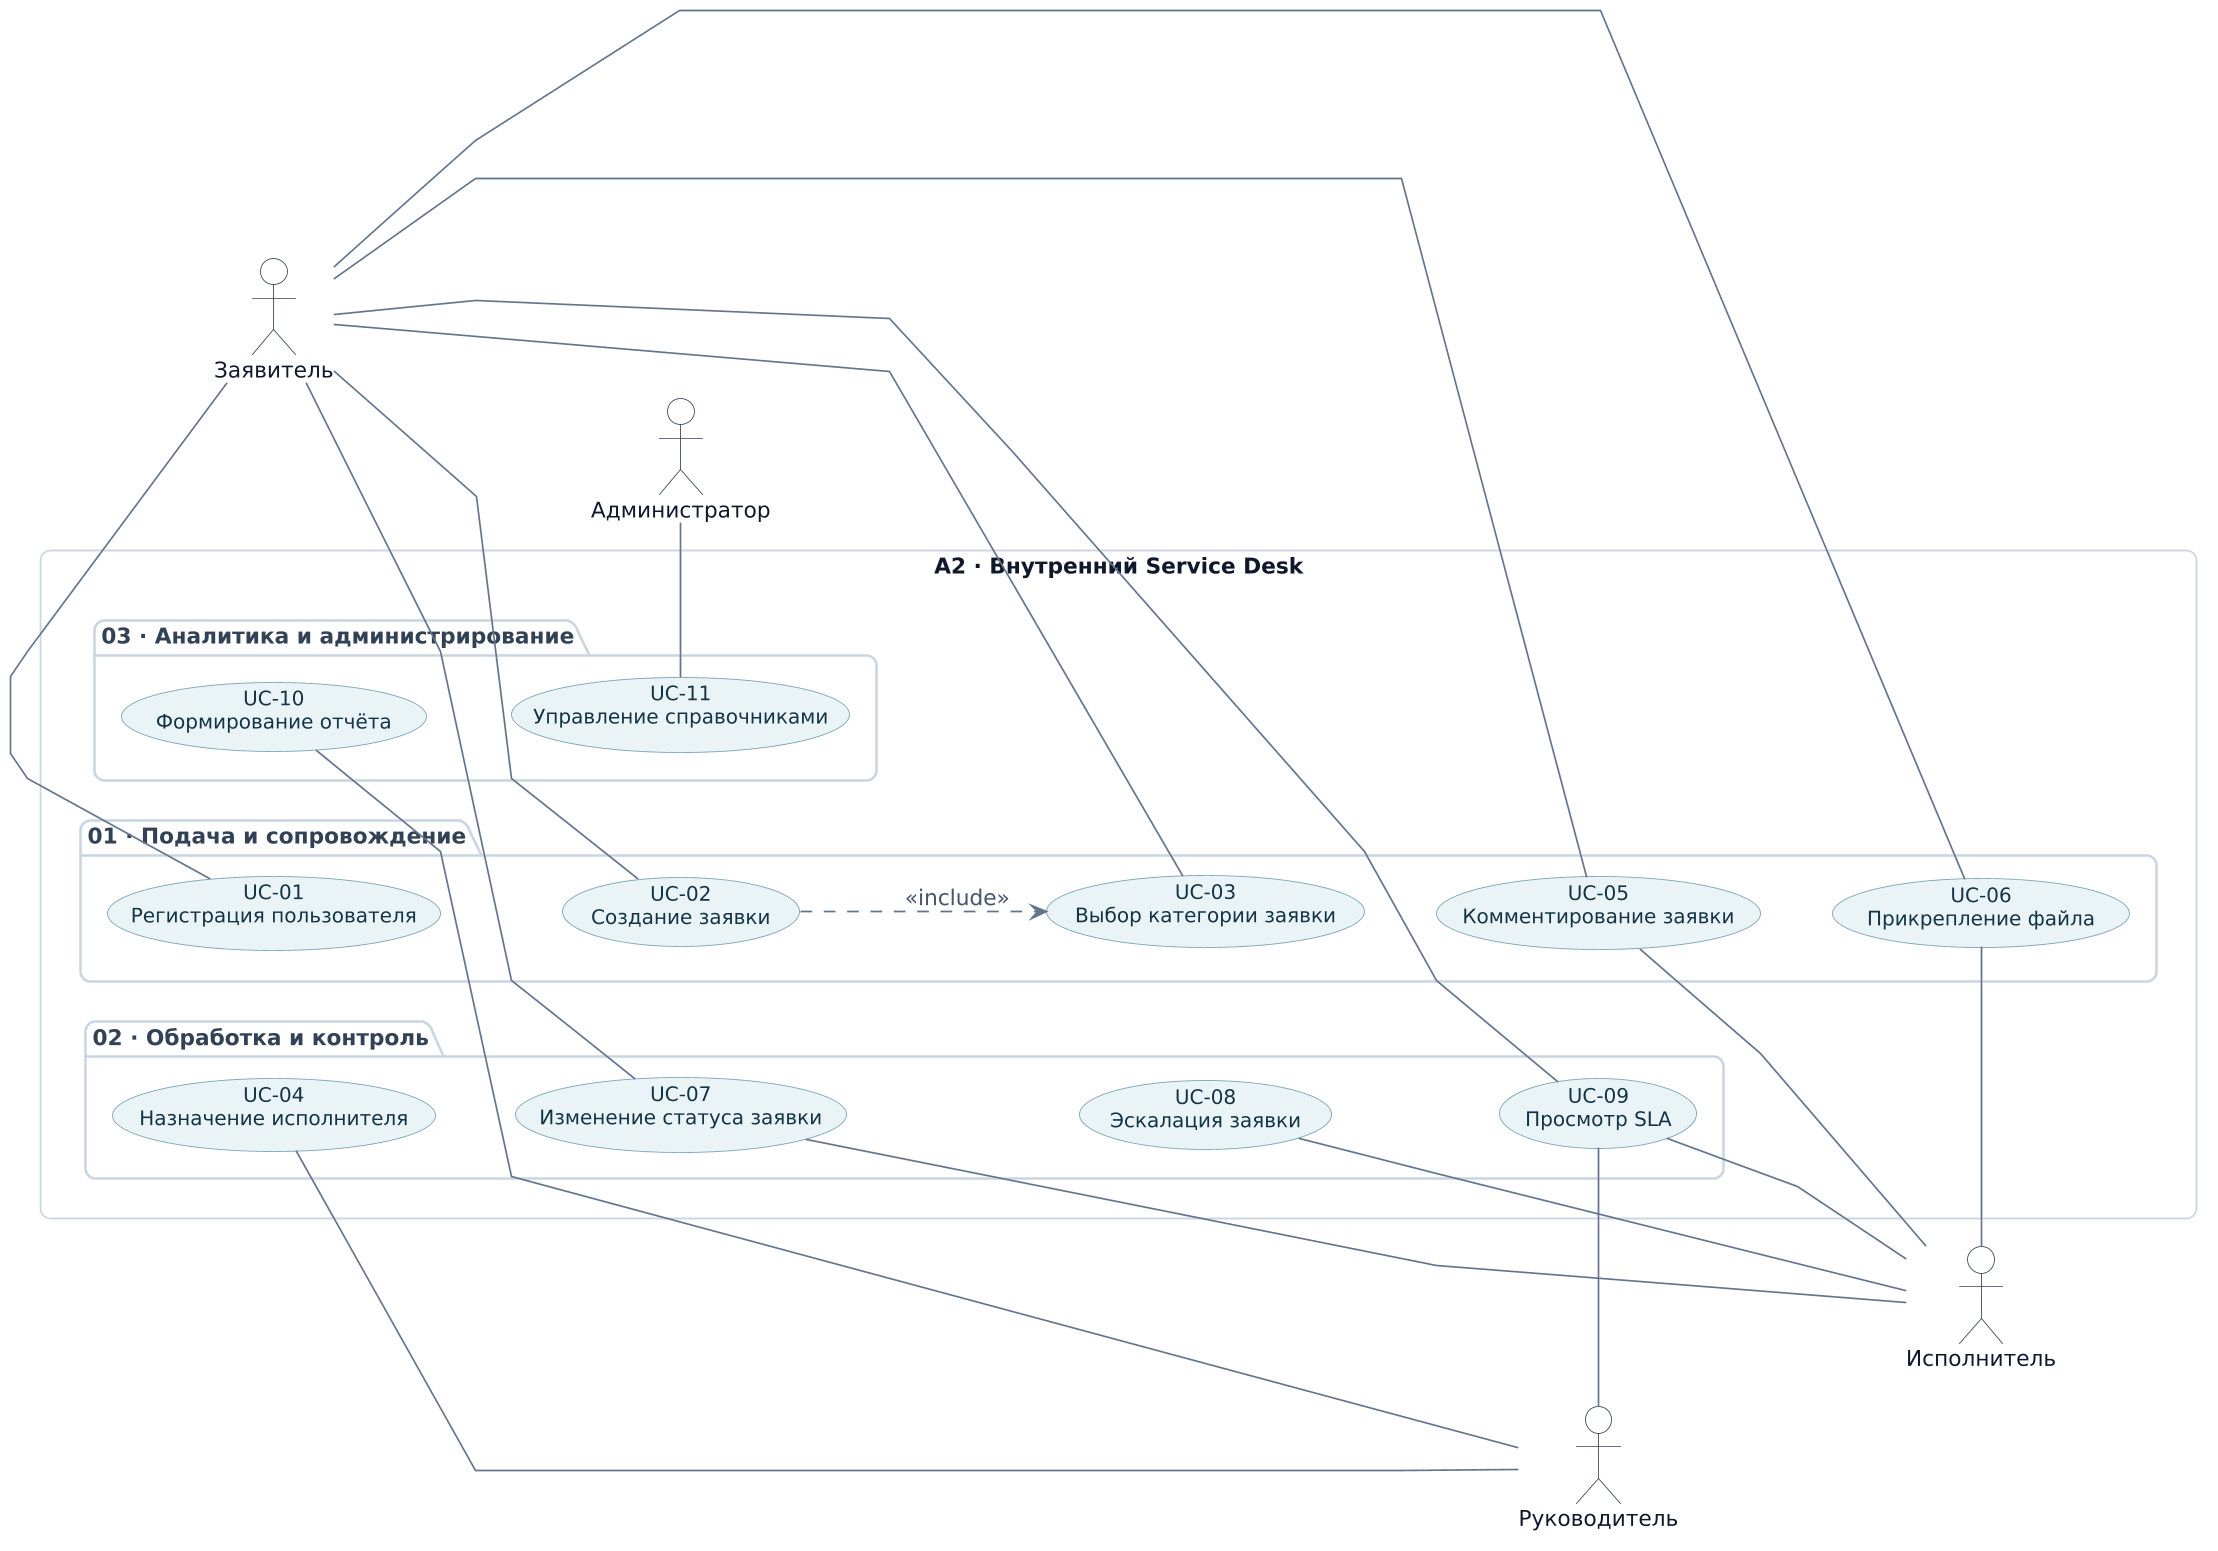 Заявитель
Администратор
A2 · Внутренний Service Desk
03 · Аналитика и администрирование
UC-10
Формирование отчёта
UC-11
Управление справочниками
01 · Подача и сопровождение
UC-01
Регистрация пользователя
UC-02
Создание заявки
«include»
UC-03
Выбор категории заявки
UC-05
Комментирование заявки
UC-06
Прикрепление файла
02 · Обработка и контроль
UC-04
Назначение исполнителя
UC-07
Изменение статуса заявки
UC-08
Эскалация заявки
UC-09
Просмотр SLA
Исполнитель
Руководитель